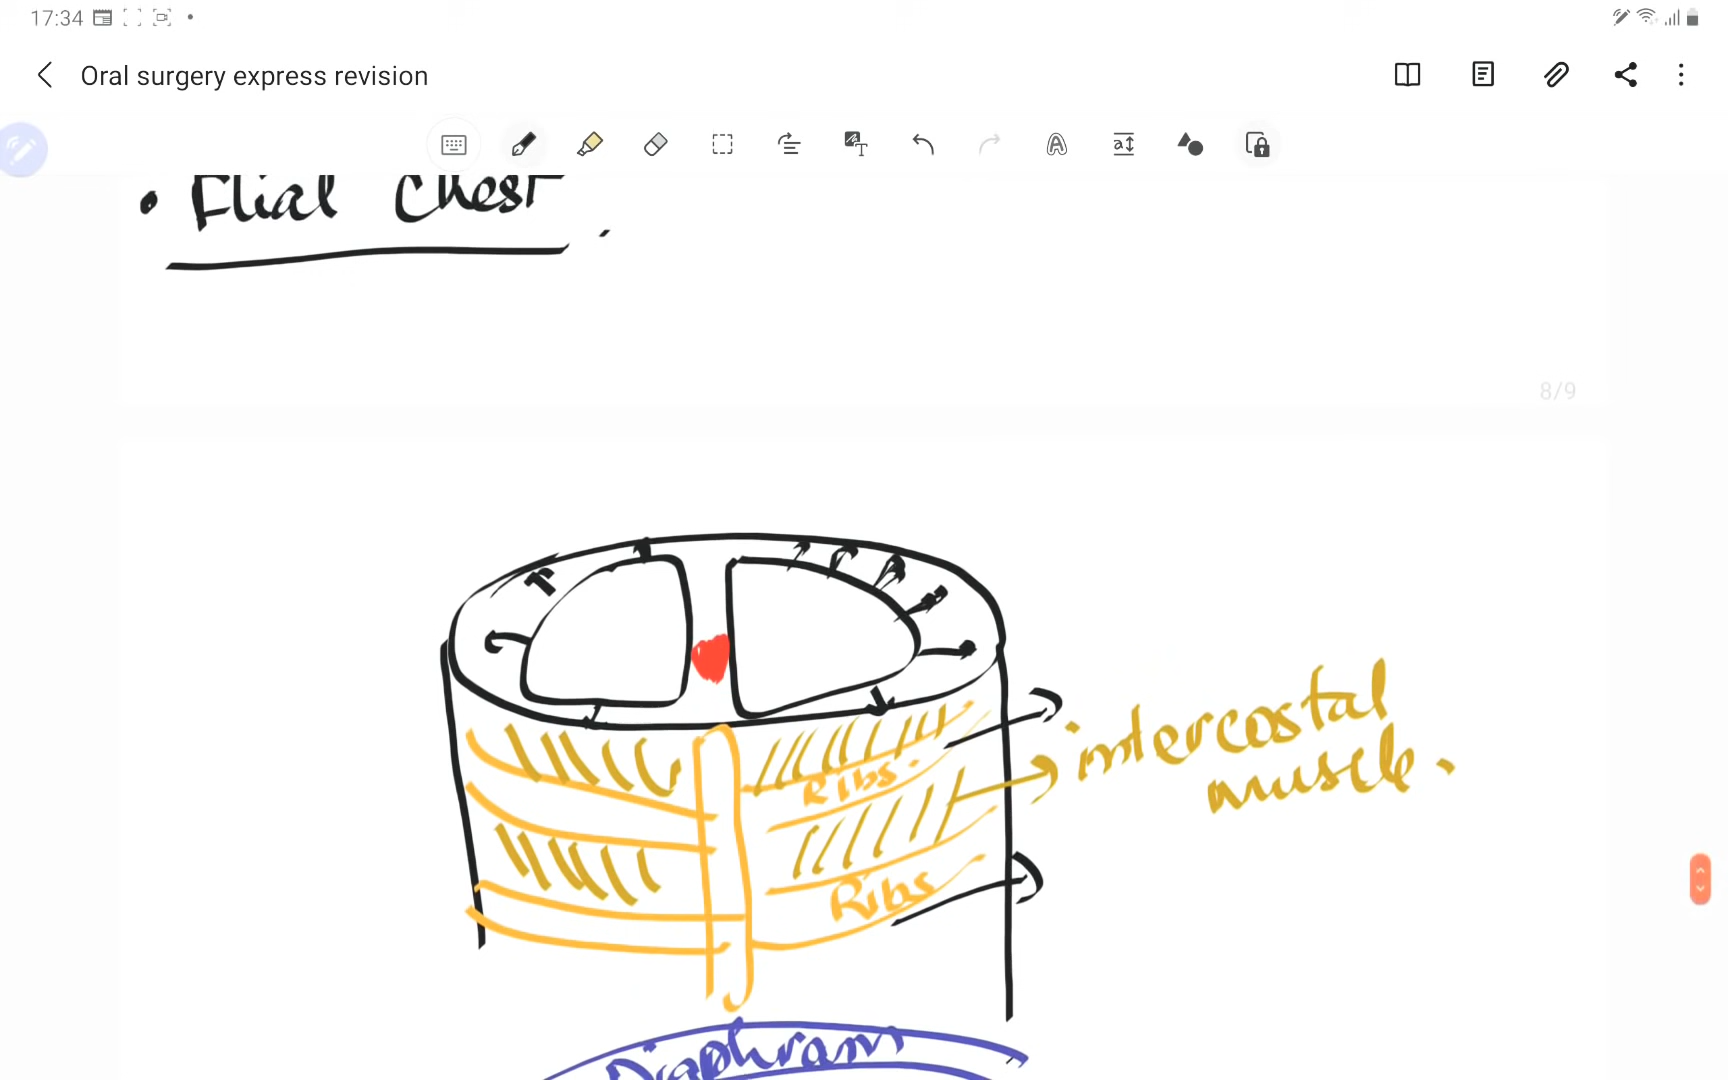 17:34
Oral surgery express revision
• Flial Chest.
8/9
Ribs.
intercostal
muscle.
Ribs
Diaphram